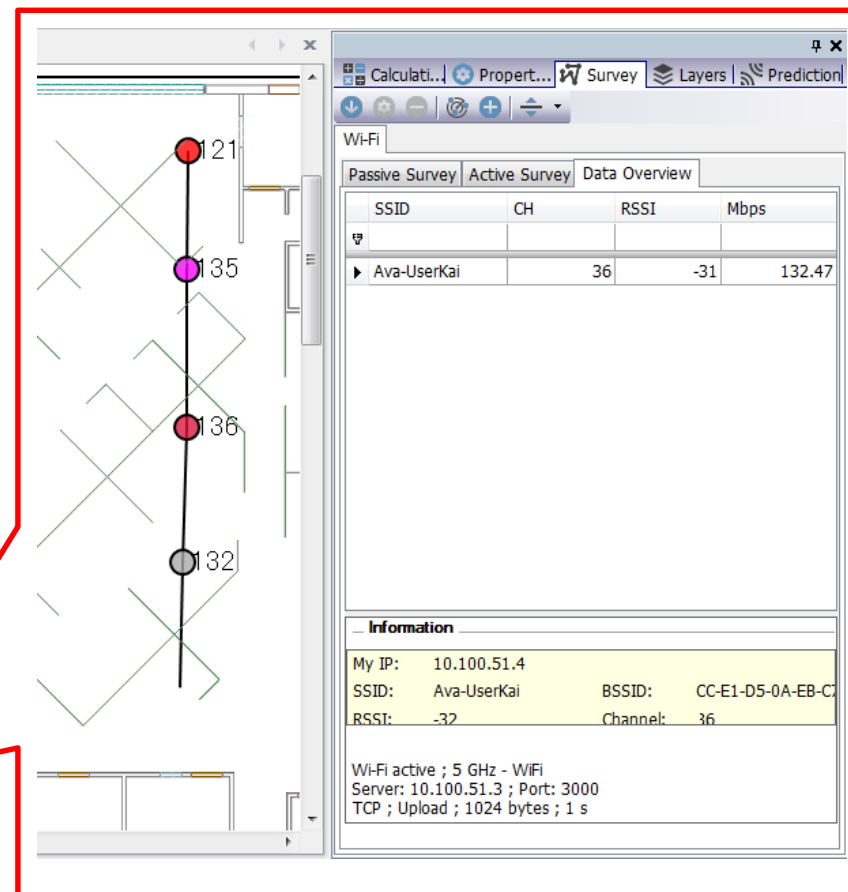 Calculati... Propert... Survey Layers Prediction
Wi-Fi
Passive Survey Active Survey Data Overview
SSID CH RSSI Mbps
Ava-UserKai 36 -31 132.47
121
135
136
132
Information
My IP: 10.100.51.4
SSID: Ava-UserKai BSSID: CC-E1-D5-0A-EB-C7
RSSI: -32 Channel: 36
Wi-Fi active ; 5 GHz - WiFi
Server: 10.100.51.3 ; Port: 3000
TCP ; Upload ; 1024 bytes ; 1 s